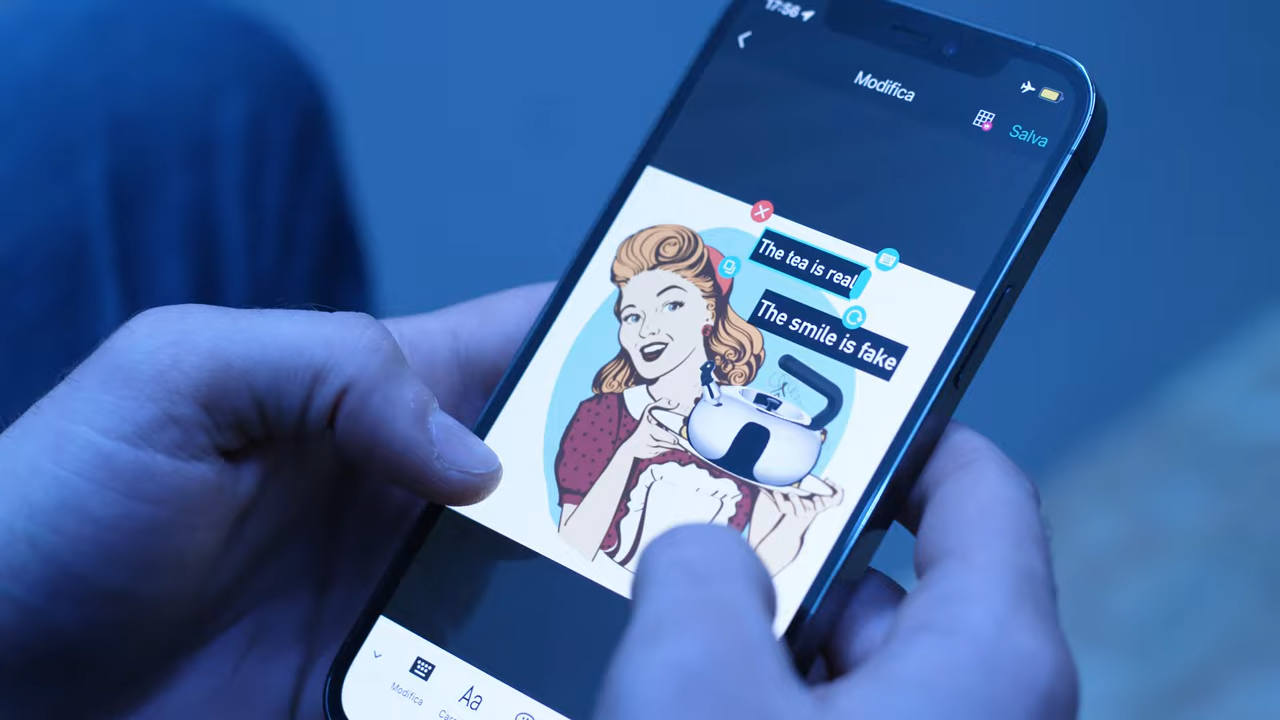 17:56
Modifica
Salva
The tea is real
The smile is fake
Modifica
Aa